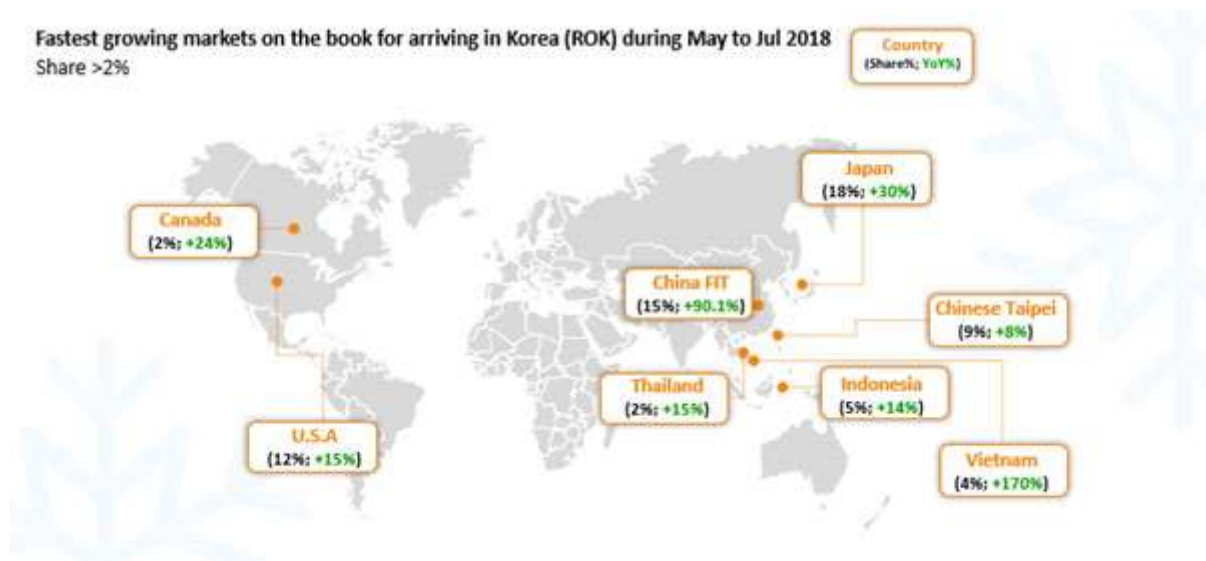 Fastest growing markets on the book for arriving in Korea (ROK) during May to Jul 2018
Share >2%
Country
(Share%; YoY%)
Japan
(18%; +30%)
Canada
(2%; +24%)
China FIT
(15%; +90.1%)
Chinese Taipei
(9%; +8%)
Thailand
(2%; +15%)
Indonesia
(5%; +14%)
U.S.A
(12%; +15%)
Vietnam
(4%; +170%)